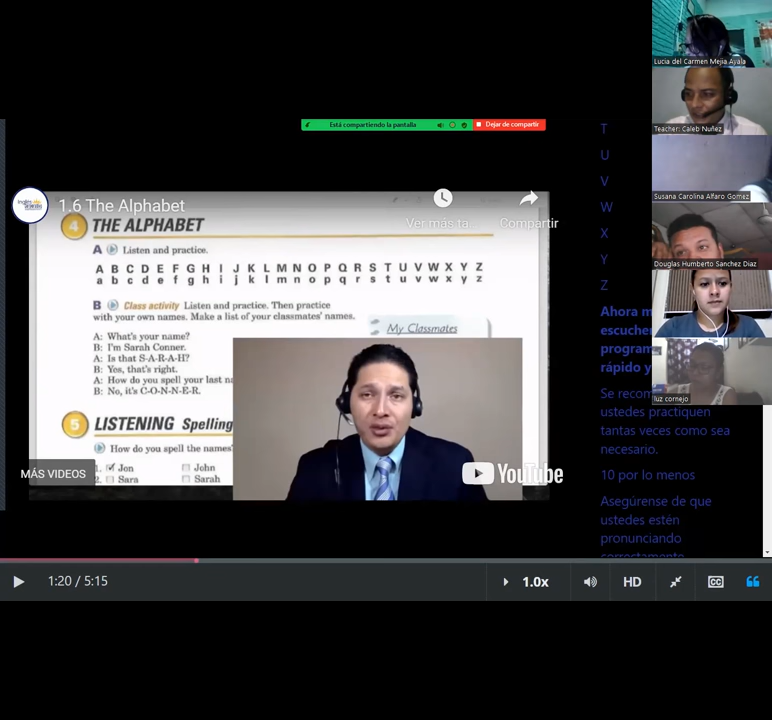 Lucia del Carmen Mejia Ayala
Teacher: Caleb Nuñez
Susana Carolina Alfaro Gomez
Douglas Humberto Sanchez Diaz
luz cornejo
Está compartiendo la pantalla
Dejar de compartir
1.6 The Alphabet
Ver más ta...
Compartir
4 THE ALPHABET
A Listen and practice.
A B C D E F G H I J K L M N O P Q R S T U V W X Y Z
a b c d e f g h i j k l m n o p q r s t u v w x y z
B Class activity Listen and practice. Then practice
with your own names. Make a list of your classmates' names.
My Classmates
A: What's your name?
B: I'm Sarah Conner.
A: Is that S-A-R-A-H?
B: Yes, that's right.
A: How do you spell your last na
B: No, it's C-O-N-N-E-R.
5 LISTENING Spelling
How do you spell the names
1. Jon
John
2. Sara
Sarah
MÁS VIDEOS
YouTube
T
U
V
W
X
Y
Z
Ahora m
escuche
program
rápido y
Se recom
ustedes practiquen
tantas veces como sea
necesario.
10 por lo menos
Asegúrense de que
ustedes estén
pronunciando
correctamente
1:20 / 5:15
1.0x
HD
CC